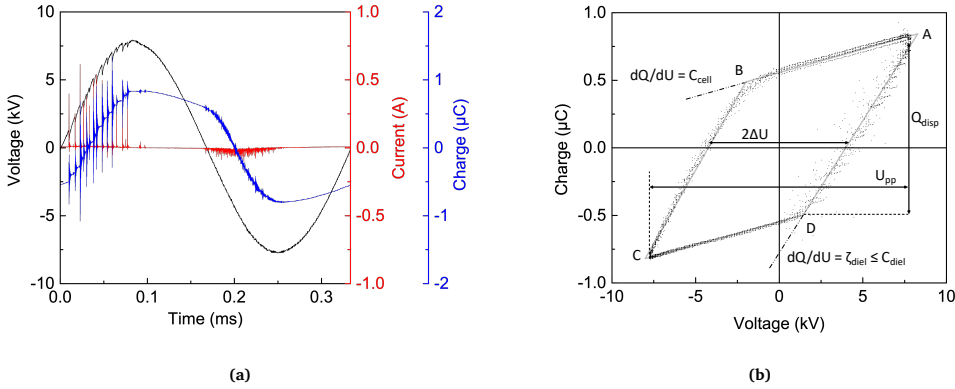 10
5
0
-5
-10
Voltage (kV)
0.0
0.1
0.2
0.3
Time (ms)
1.0
0.5
0.0
-0.5
-1.0
Current (A)
2
1
0
-1
-2
Charge (µC)
(a)
1.0
0.5
0.0
-0.5
-1.0
Charge (µC)
-10
-5
0
5
10
Voltage (kV)
A
B
dQ/dU = C_cell
Q_disp
2ΔU
U_pp
D
C
dQ/dU = ζ_diel ≤ C_diel
(b)